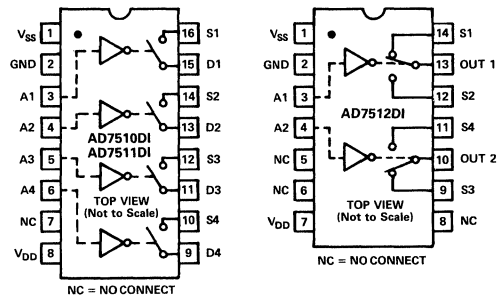 VSS 1 16 S1
GND 2 15 D1
A1 3 14 S2
A2 4 13 D2
AD7510DI
AD7511DI
A3 5 12 S3
A4 6 11 D3
TOP VIEW
(Not to Scale)
NC 7 10 S4
VDD 8 9 D4
NC = NO CONNECT
VSS 1 14 S1
GND 2 13 OUT 1
A1 3 12 S2
AD7512DI
A2 4 11 S4
NC 5 10 OUT 2
NC 6 9 S3
TOP VIEW
(Not to Scale)
VDD 7 8 NC
NC = NO CONNECT